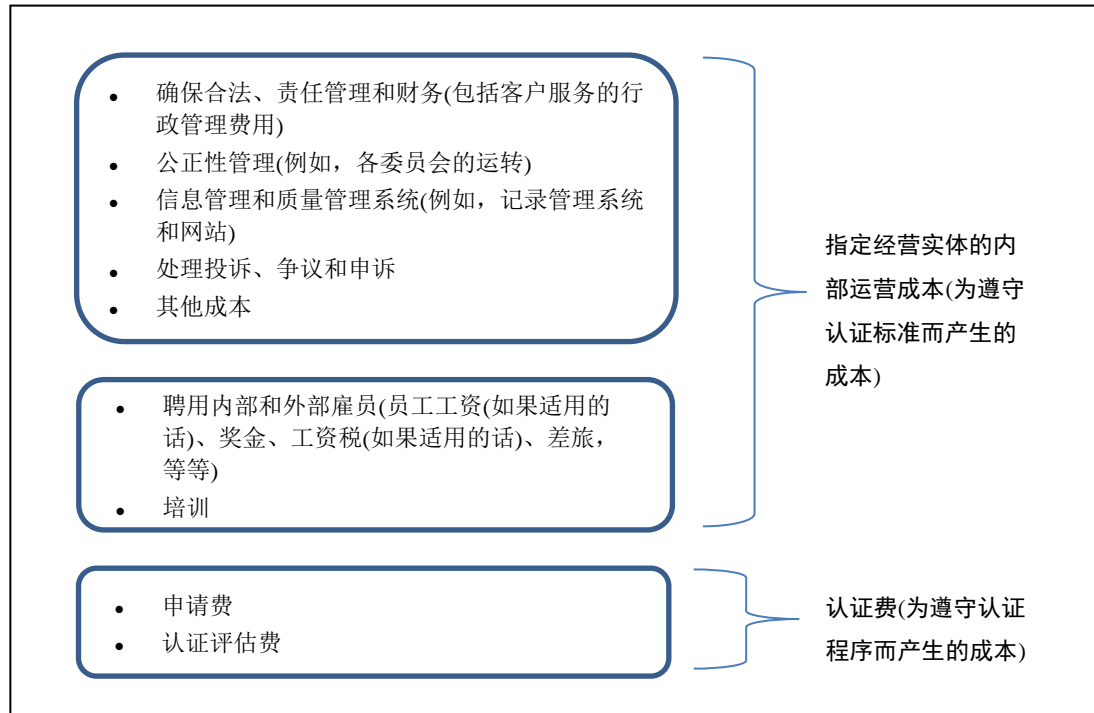 • 确保合法、责任管理和财务(包括客户服务的行
政管理费用)
• 公正性管理(例如，各委员会的运转)
• 信息管理和质量管理系统(例如，记录管理系统
和网站)
• 处理投诉、争议和申诉
• 其他成本
指定经营实体的内
部运营成本(为遵守
认证标准而产生的
成本)
• 聘用内部和外部雇员(员工工资(如果适用的
话)、奖金、工资税(如果适用的话)、差旅，
等等)
• 培训
• 申请费
• 认证评估费
认证费(为遵守认证
程序而产生的成本)